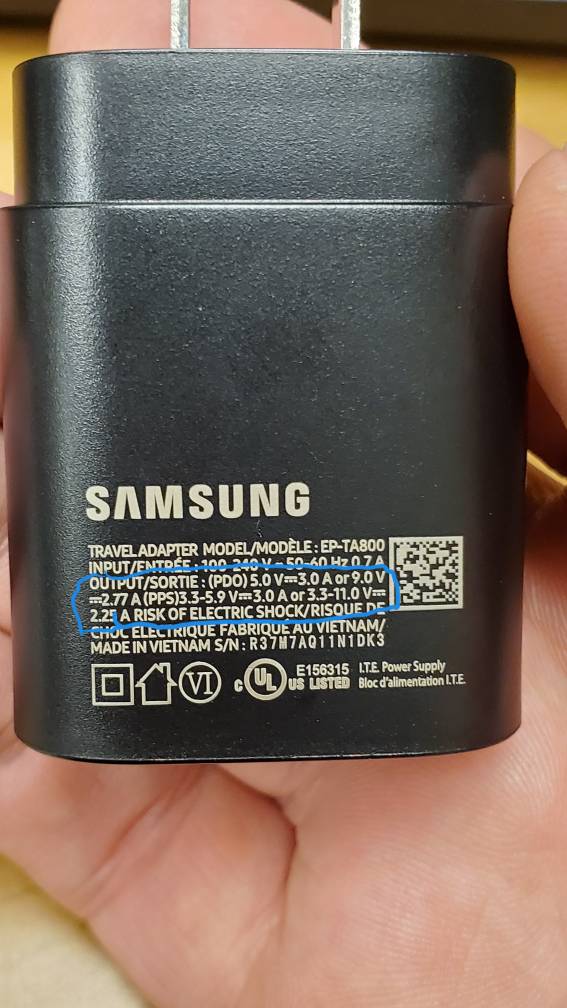 SAMSUNG
TRAVEL ADAPTER MODEL/MODÈLE : EP-TA800
INPUT/ENTRÉE : 100-240 V ~ 50-60 Hz 0.7 A
OUTPUT/SORTIE : (PDO) 5.0 V⎓3.0 A or 9.0 V
⎓2.77 A (PPS)3.3-5.9 V⎓3.0 A or 3.3-11.0 V⎓
2.25 A RISK OF ELECTRIC SHOCK/RISQUE DE
CHOC ÉLECTRIQUE FABRIQUÉ AU VIETNAM/
MADE IN VIETNAM S/N : R37M7AQ11N1DK3
VI
c UL US LISTED
E156315
I.T.E. Power Supply
Bloc d'alimentation I.T.E.